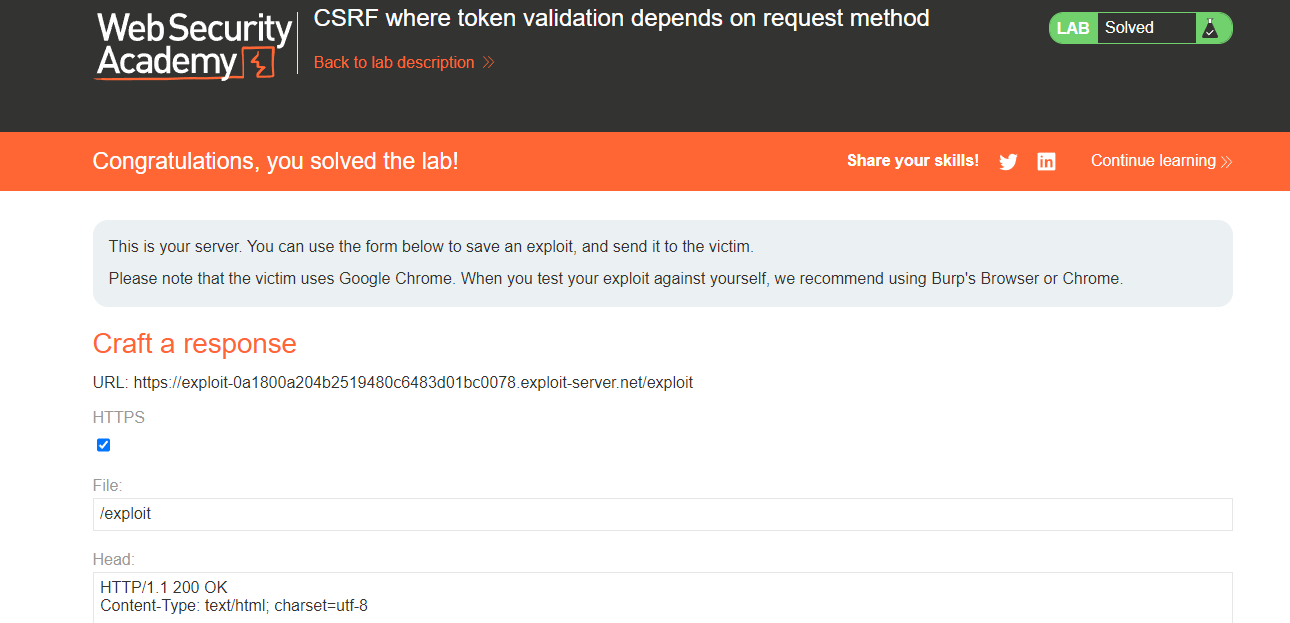 Web Security
Academy
CSRF where token validation depends on request method
Back to lab description
LAB Solved
Congratulations, you solved the lab!
Share your skills!
Continue learning
This is your server. You can use the form below to save an exploit, and send it to the victim.
Please note that the victim uses Google Chrome. When you test your exploit against yourself, we recommend using Burp's Browser or Chrome.
Craft a response
URL: https://exploit-0a1800a204b2519480c6483d01bc0078.exploit-server.net/exploit
HTTPS
File:
/exploit
Head:
HTTP/1.1 200 OK
Content-Type: text/html; charset=utf-8